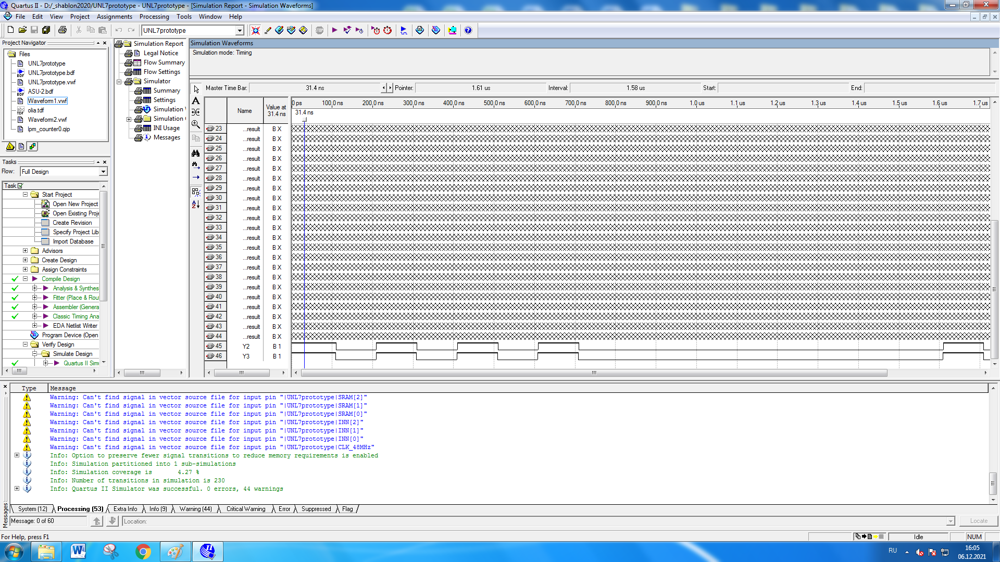 Quartus II - D:/_shablon2020/UNL7prototype - UNL7prototype - [Simulation Report - Simulation Waveforms]
File Edit View Project Assignments Processing Tools Window Help
UNL7prototype
Project Navigator
Files
UNL7prototype
UNL7prototype.bdf
UNL7prototype.vwf
ASU-2.bdf
Waveform1.vwf
olia.tdf
Waveform2.vwf
lpm_counter0.qip
Tasks
Flow: Full Design
Task
Start Project
Open New Project
Open Existing Proje
Create Revision
Specify Project Lib
Import Database
Advisors
Create Design
Assign Constraints
Compile Design
Analysis & Synthes
Fitter (Place & Rou
Assembler (Genera
Classic Timing Ana
EDA Netlist Writer
Program Device (Open
Verify Design
Simulate Design
Quartus II Sim
Simulation Report
Legal Notice
Flow Summary
Flow Settings
Simulator
Summary
Settings
Simulation
Simulation
INI Usage
Messages
Simulation Waveforms
Simulation mode: Timing
Master Time Bar: 31.4 ns Pointer: 1.61 us Interval: 1.58 us Start: End:
Name Value at 31.4 ns
0 ps 100.0 ns 200.0 ns 300.0 ns 400.0 ns 500.0 ns 600.0 ns 700.0 ns 800.0 ns 900.0 ns 1.0 us 1.1 us 1.2 us 1.3 us 1.4 us 1.5 us 1.6 us 1.7 us
31.4 ns
23 ...result B X
24 ...result B X
25 ...result B X
26 ...result B X
27 ...result B X
28 ...result B X
29 ...result B X
30 ...result B X
31 ...result B X
32 ...result B X
33 ...result B X
34 ...result B X
35 ...result B X
36 ...result B X
37 ...result B X
38 ...result B X
39 ...result B X
40 ...result B X
41 ...result B X
42 ...result B X
43 ...result B X
44 ...result B X
45 Y2 B 1
46 Y3 B 1
Type Message
Warning: Can't find signal in vector source file for input pin "|UNL7prototype|SRAM[2]"
Warning: Can't find signal in vector source file for input pin "|UNL7prototype|SRAM[1]"
Warning: Can't find signal in vector source file for input pin "|UNL7prototype|SRAM[0]"
Warning: Can't find signal in vector source file for input pin "|UNL7prototype|INN[2]"
Warning: Can't find signal in vector source file for input pin "|UNL7prototype|INN[1]"
Warning: Can't find signal in vector source file for input pin "|UNL7prototype|INN[0]"
Warning: Can't find signal in vector source file for input pin "|UNL7prototype|CLK_48MHz"
Info: Option to preserve fewer signal transitions to reduce memory requirements is enabled
Info: Simulation partitioned into 1 sub-simulations
Info: Simulation coverage is 4.27 %
Info: Number of transitions in simulation is 230
Info: Quartus II Simulator was successful. 0 errors, 44 warnings
System (12) Processing (53) Extra Info Info (9) Warning (44) Critical Warning Error Suppressed Flag
Messages
Message: 0 of 60 Location: Locate
For Help, press F1 Idle NUM
RU 16:05
06.12.2021